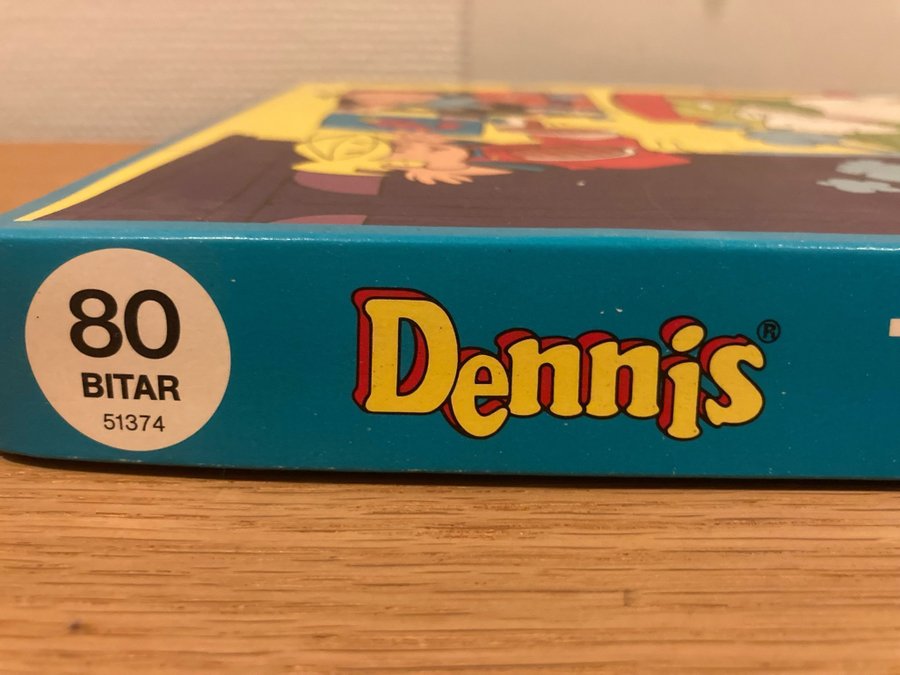 80
BITAR
51374
Dennis®